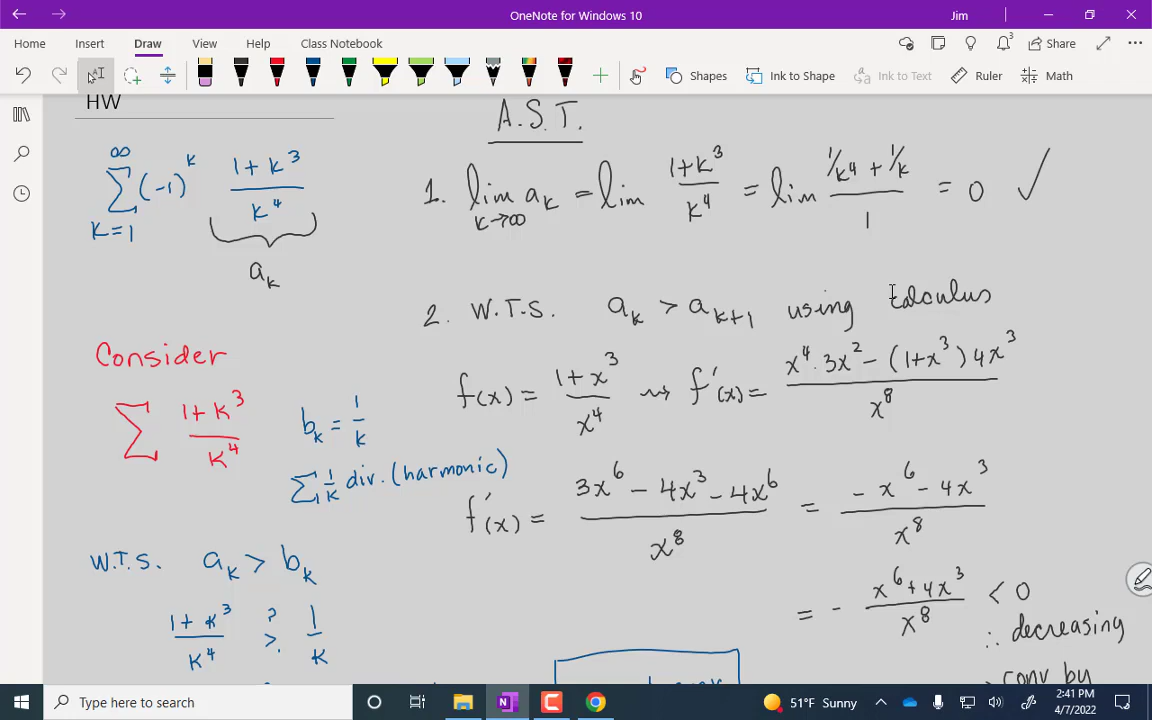 OneNote for Windows 10
Jim
Home Insert Draw View Help Class Notebook
Share
Shapes Ink to Shape Ink to Text Ruler Math
HW
∞
∑ (-1)^k (1+k^3)/k^4
k=1
a_k
Consider
∑ (1+k^3)/k^4
b_k = 1/k
∑ 1/k div. (harmonic)
W.T.S. a_k > b_k
(1+k^3)/k^4 ?> 1/k
?
A.S.T.
1. lim a_k = lim (1+k^3)/k^4 = lim (1/k^4 + 1/k)/1 = 0 ✓
k→∞
2. W.T.S. a_k > a_{k+1} using calculus
f(x) = (1+x^3)/x^4 ⇝ f'(x) = (x^4·3x^2 - (1+x^3)4x^3)/x^8
f'(x) = (3x^6 - 4x^3 - 4x^6)/x^8 = (-x^6 - 4x^3)/x^8
= - (x^6+4x^3)/x^8 < 0
∴ decreasing
conv by
Type here to search
51°F Sunny
2:41 PM
4/7/2022